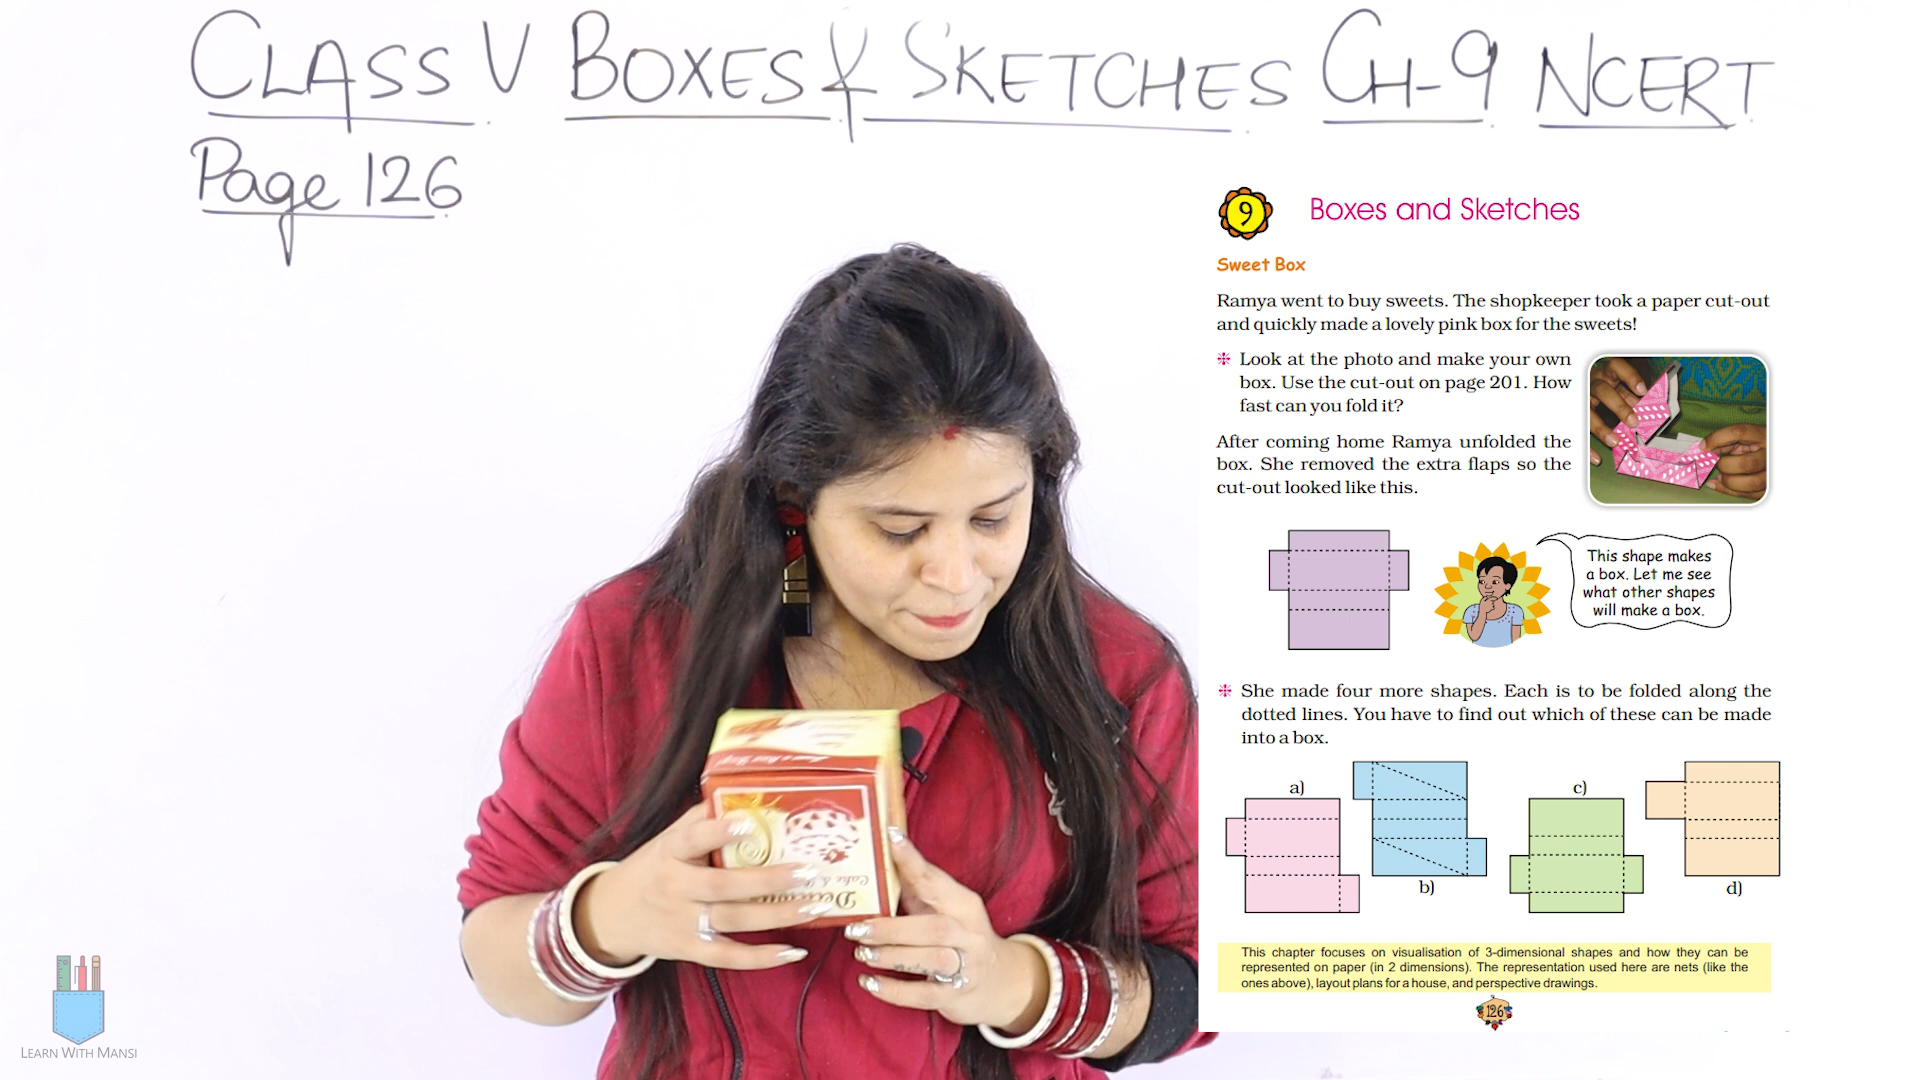 CLASS V BOXES & SKETCHES CH-9 NCERT
Page 126
9
Boxes and Sketches
Sweet Box
Ramya went to buy sweets. The shopkeeper took a paper cut-out
and quickly made a lovely pink box for the sweets!
❉ Look at the photo and make your own
box. Use the cut-out on page 201. How
fast can you fold it?
After coming home Ramya unfolded the
box. She removed the extra flaps so the
cut-out looked like this.
This shape makes
a box. Let me see
what other shapes
will make a box.
❉ She made four more shapes. Each is to be folded along the
dotted lines. You have to find out which of these can be made
into a box.
a)
b)
c)
d)
This chapter focuses on visualisation of 3-dimensional shapes and how they can be
represented on paper (in 2 dimensions). The representation used here are nets (like the
ones above), layout plans for a house, and perspective drawings.
126
Delicious
LEARN WITH MANSI